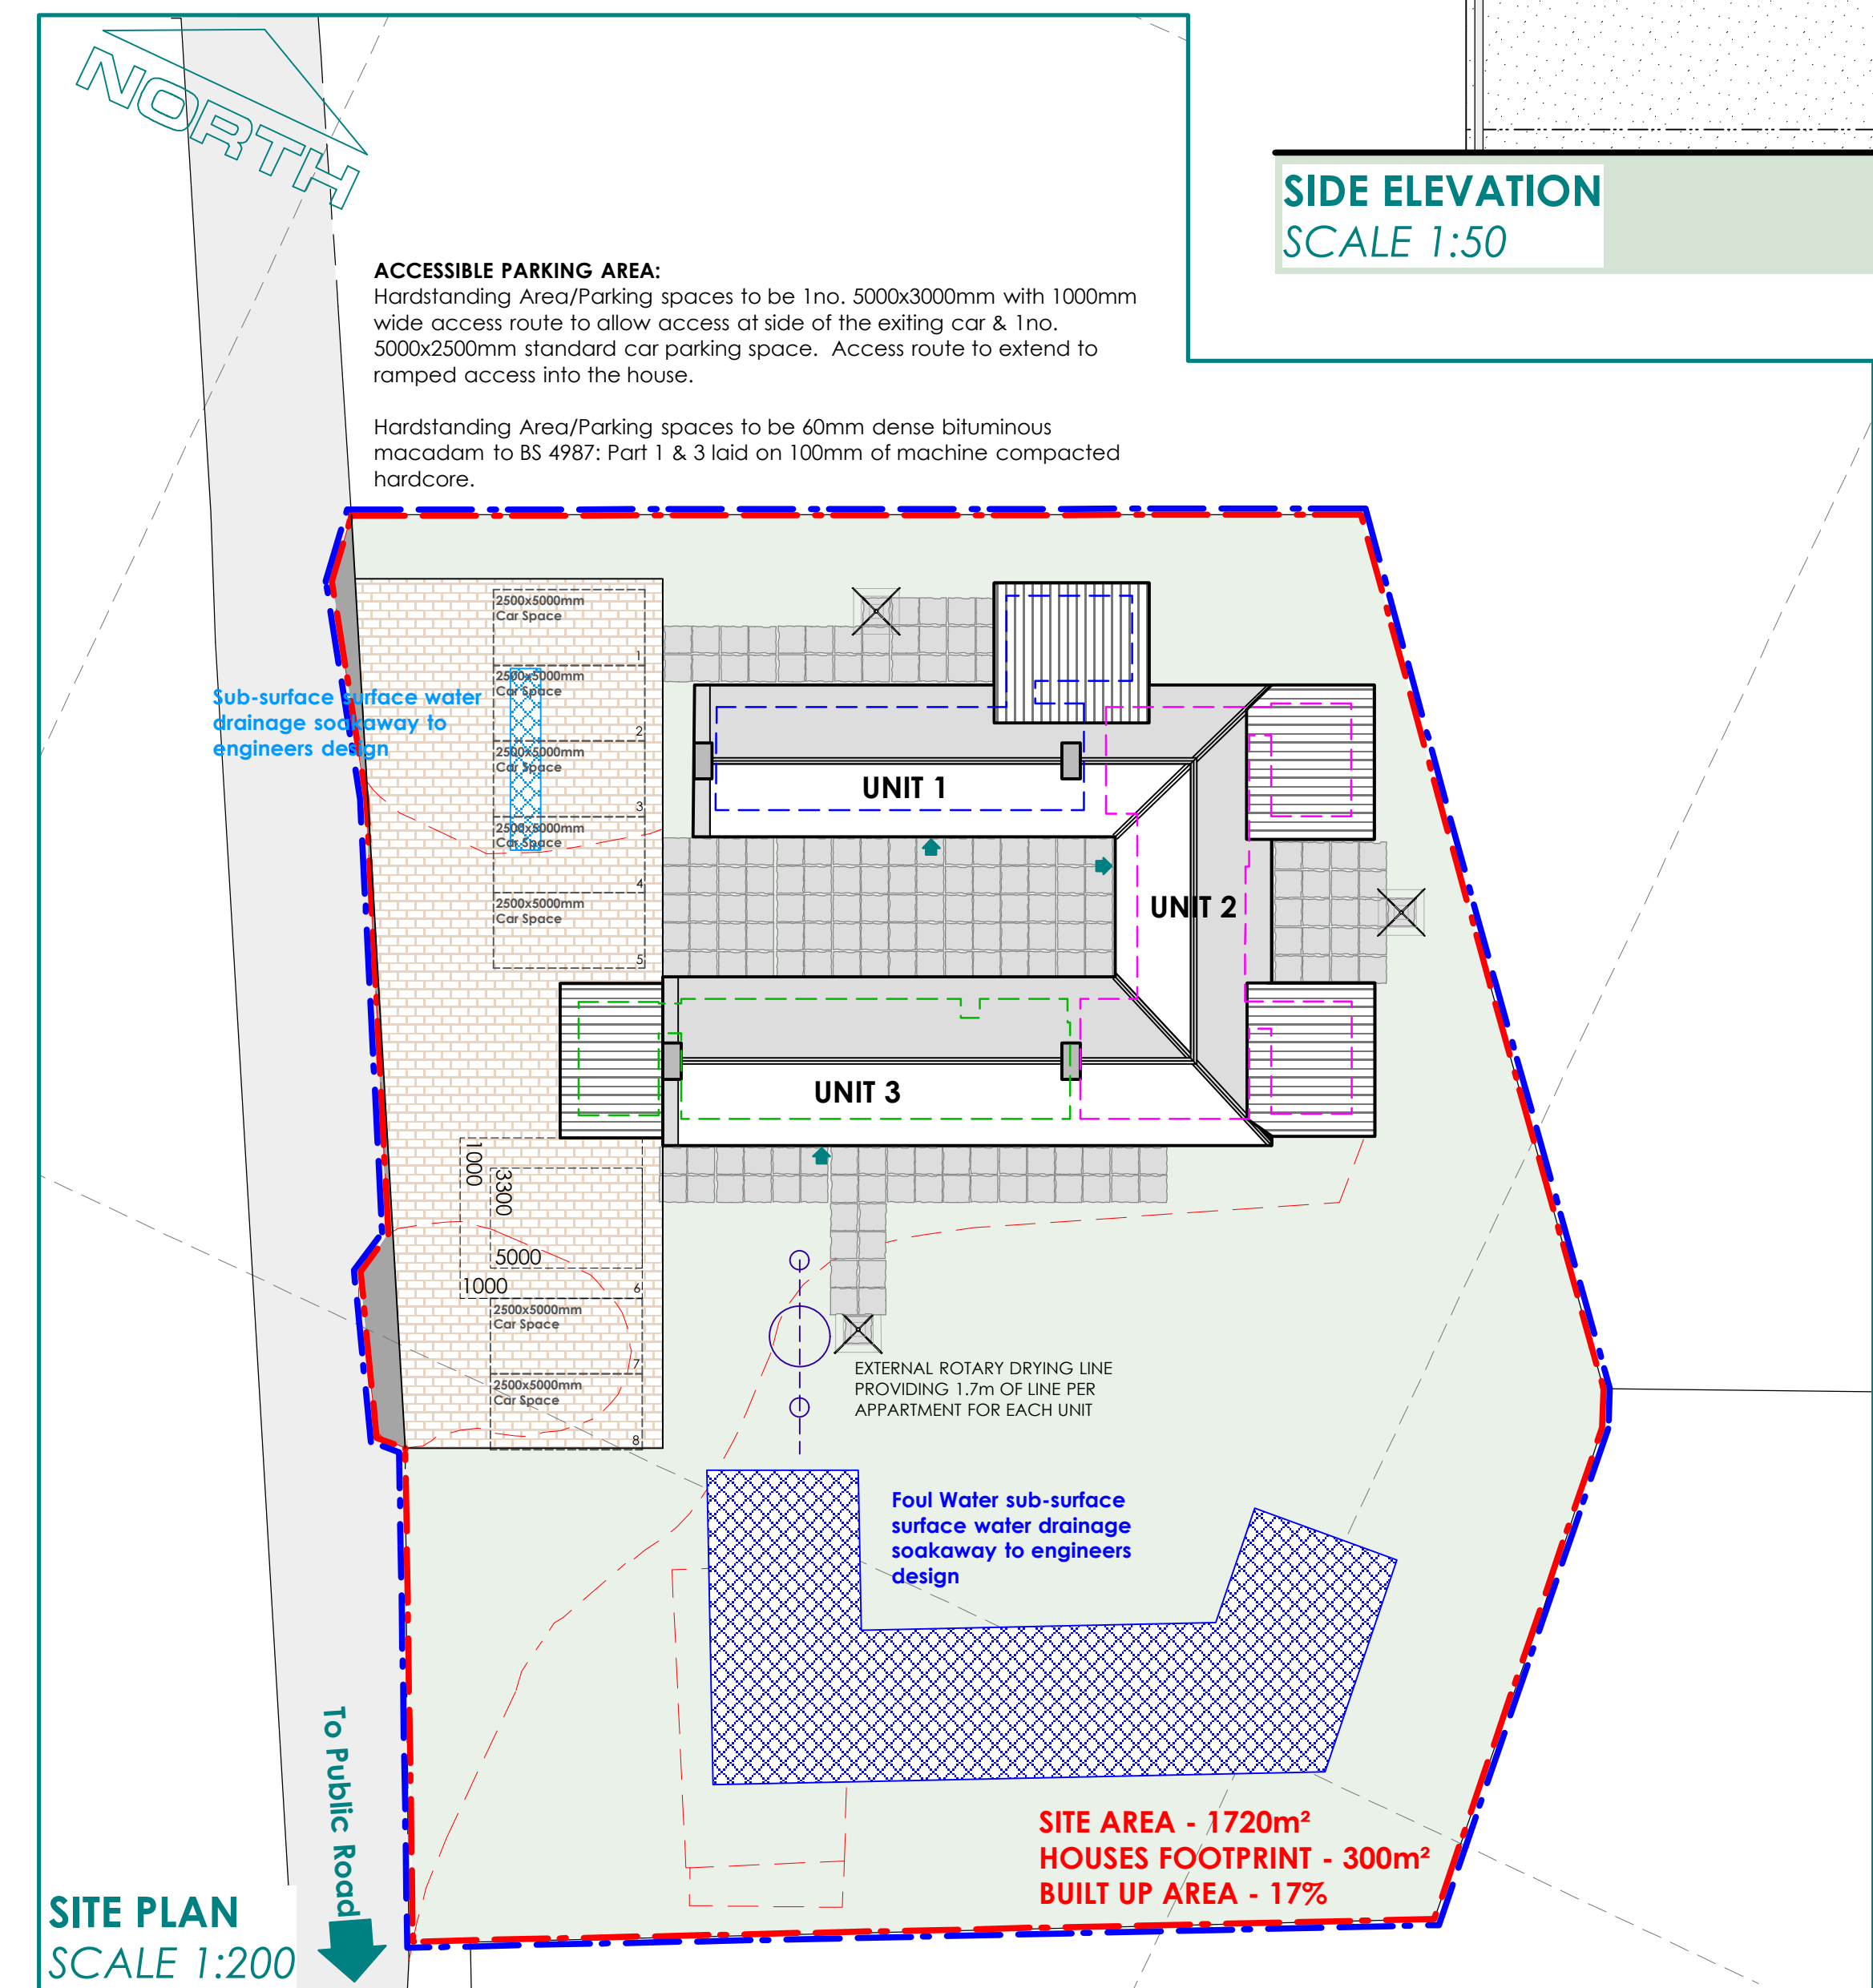 NORTH
SIDE ELEVATION
SCALE 1:50
ACCESSIBLE PARKING AREA:
Hardstanding Area/Parking spaces to be 1no. 5000x3000mm with 1000mm
wide access route to allow access at side of the exiting car & 1no.
5000x2500mm standard car parking space.  Access route to extend to
ramped access into the house.
Hardstanding Area/Parking spaces to be 60mm dense bituminous
macadam to BS 4987: Part 1 & 3 laid on 100mm of machine compacted
hardcore.
2500x5000mm
Car Space
1
2500x5000mm
Car Space
2
Sub-surface surface water
drainage soakaway to
engineers design
2500x5000mm
Car Space
3
2500x5000mm
Car Space
4
2500x5000mm
Car Space
5
UNIT 1
UNIT 2
UNIT 3
1000
3300
5000
1000
6
2500x5000mm
Car Space
7
2500x5000mm
Car Space
8
EXTERNAL ROTARY DRYING LINE
PROVIDING 1.7m OF LINE PER
APPARTMENT FOR EACH UNIT
Foul Water sub-surface
surface water drainage
soakaway to engineers
design
To Public Road
SITE AREA - 1720m²
HOUSES FOOTPRINT - 300m²
BUILT UP AREA - 17%
SITE PLAN
SCALE 1:200